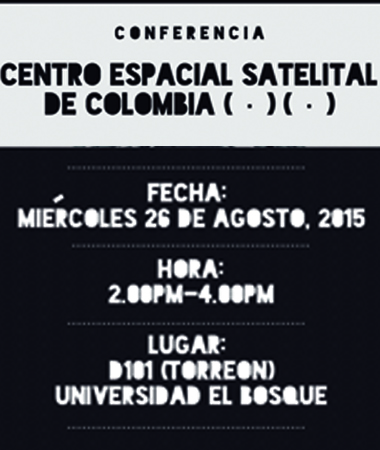 CONFERENCIA
CENTRO ESPACIAL SATELITAL
DE COLOMBIA ( · ) ( · )
FECHA:
MIÉRCOLES 26 DE AGOSTO, 2015
HORA:
2.00PM-4.00PM
LUGAR:
D101 (TORREON)
UNIVERSIDAD EL BOSQUE